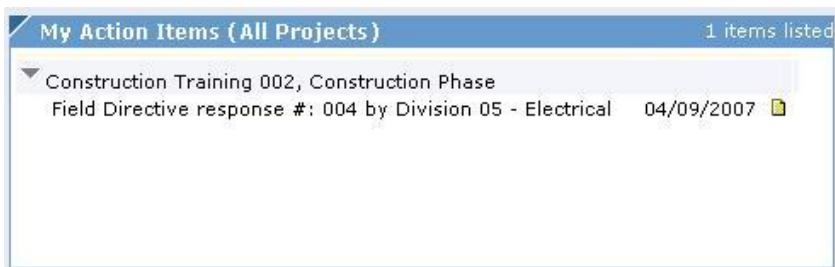 My Action Items (All Projects) 1 items listed
Construction Training 002, Construction Phase
Field Directive response #: 004 by Division 05 - Electrical 04/09/2007